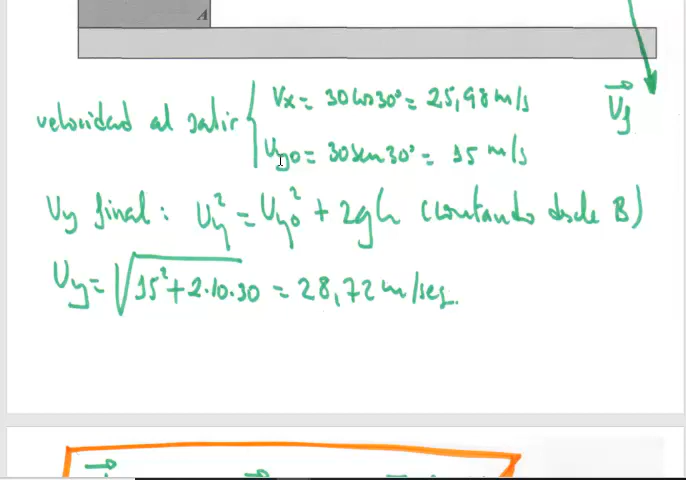 A
velocidad al salir { Vx = 30 cos 30° = 25,98 m/s
Vy0 = 30 sen 30° = 15 m/s
Vf
Vy final: Vy² = Vy0² + 2gh (contando desde B)
Vy = √15² + 2·10·30 = 28,72 m/seg.